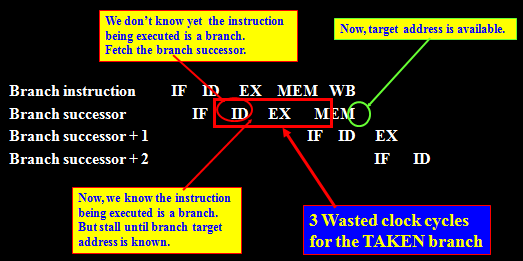 We don't know yet the instruction
being executed is a branch.
Fetch the branch successor.
Now, target address is available.
Branch instruction IF ID EX MEM WB
Branch successor IF ID EX MEM
Branch successor + 1 IF ID EX
Branch successor + 2 IF ID
Now, we know the instruction
being executed is a branch.
But stall until branch target
address is known.
3 Wasted clock cycles
for the TAKEN branch